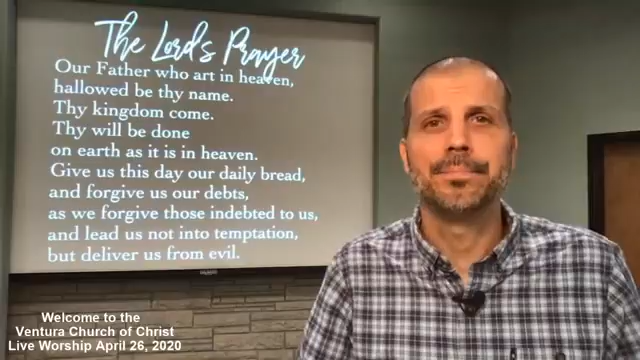 The Lord's Prayer
Our Father who art in heaven,
hallowed be thy name.
Thy kingdom come.
Thy will be done
on earth as it is in heaven.
Give us this day our daily bread,
and forgive us our debts,
as we forgive those indebted to us,
and lead us not into temptation,
but deliver us from evil.
Welcome to the
Ventura Church of Christ
Live Worship April 26, 2020